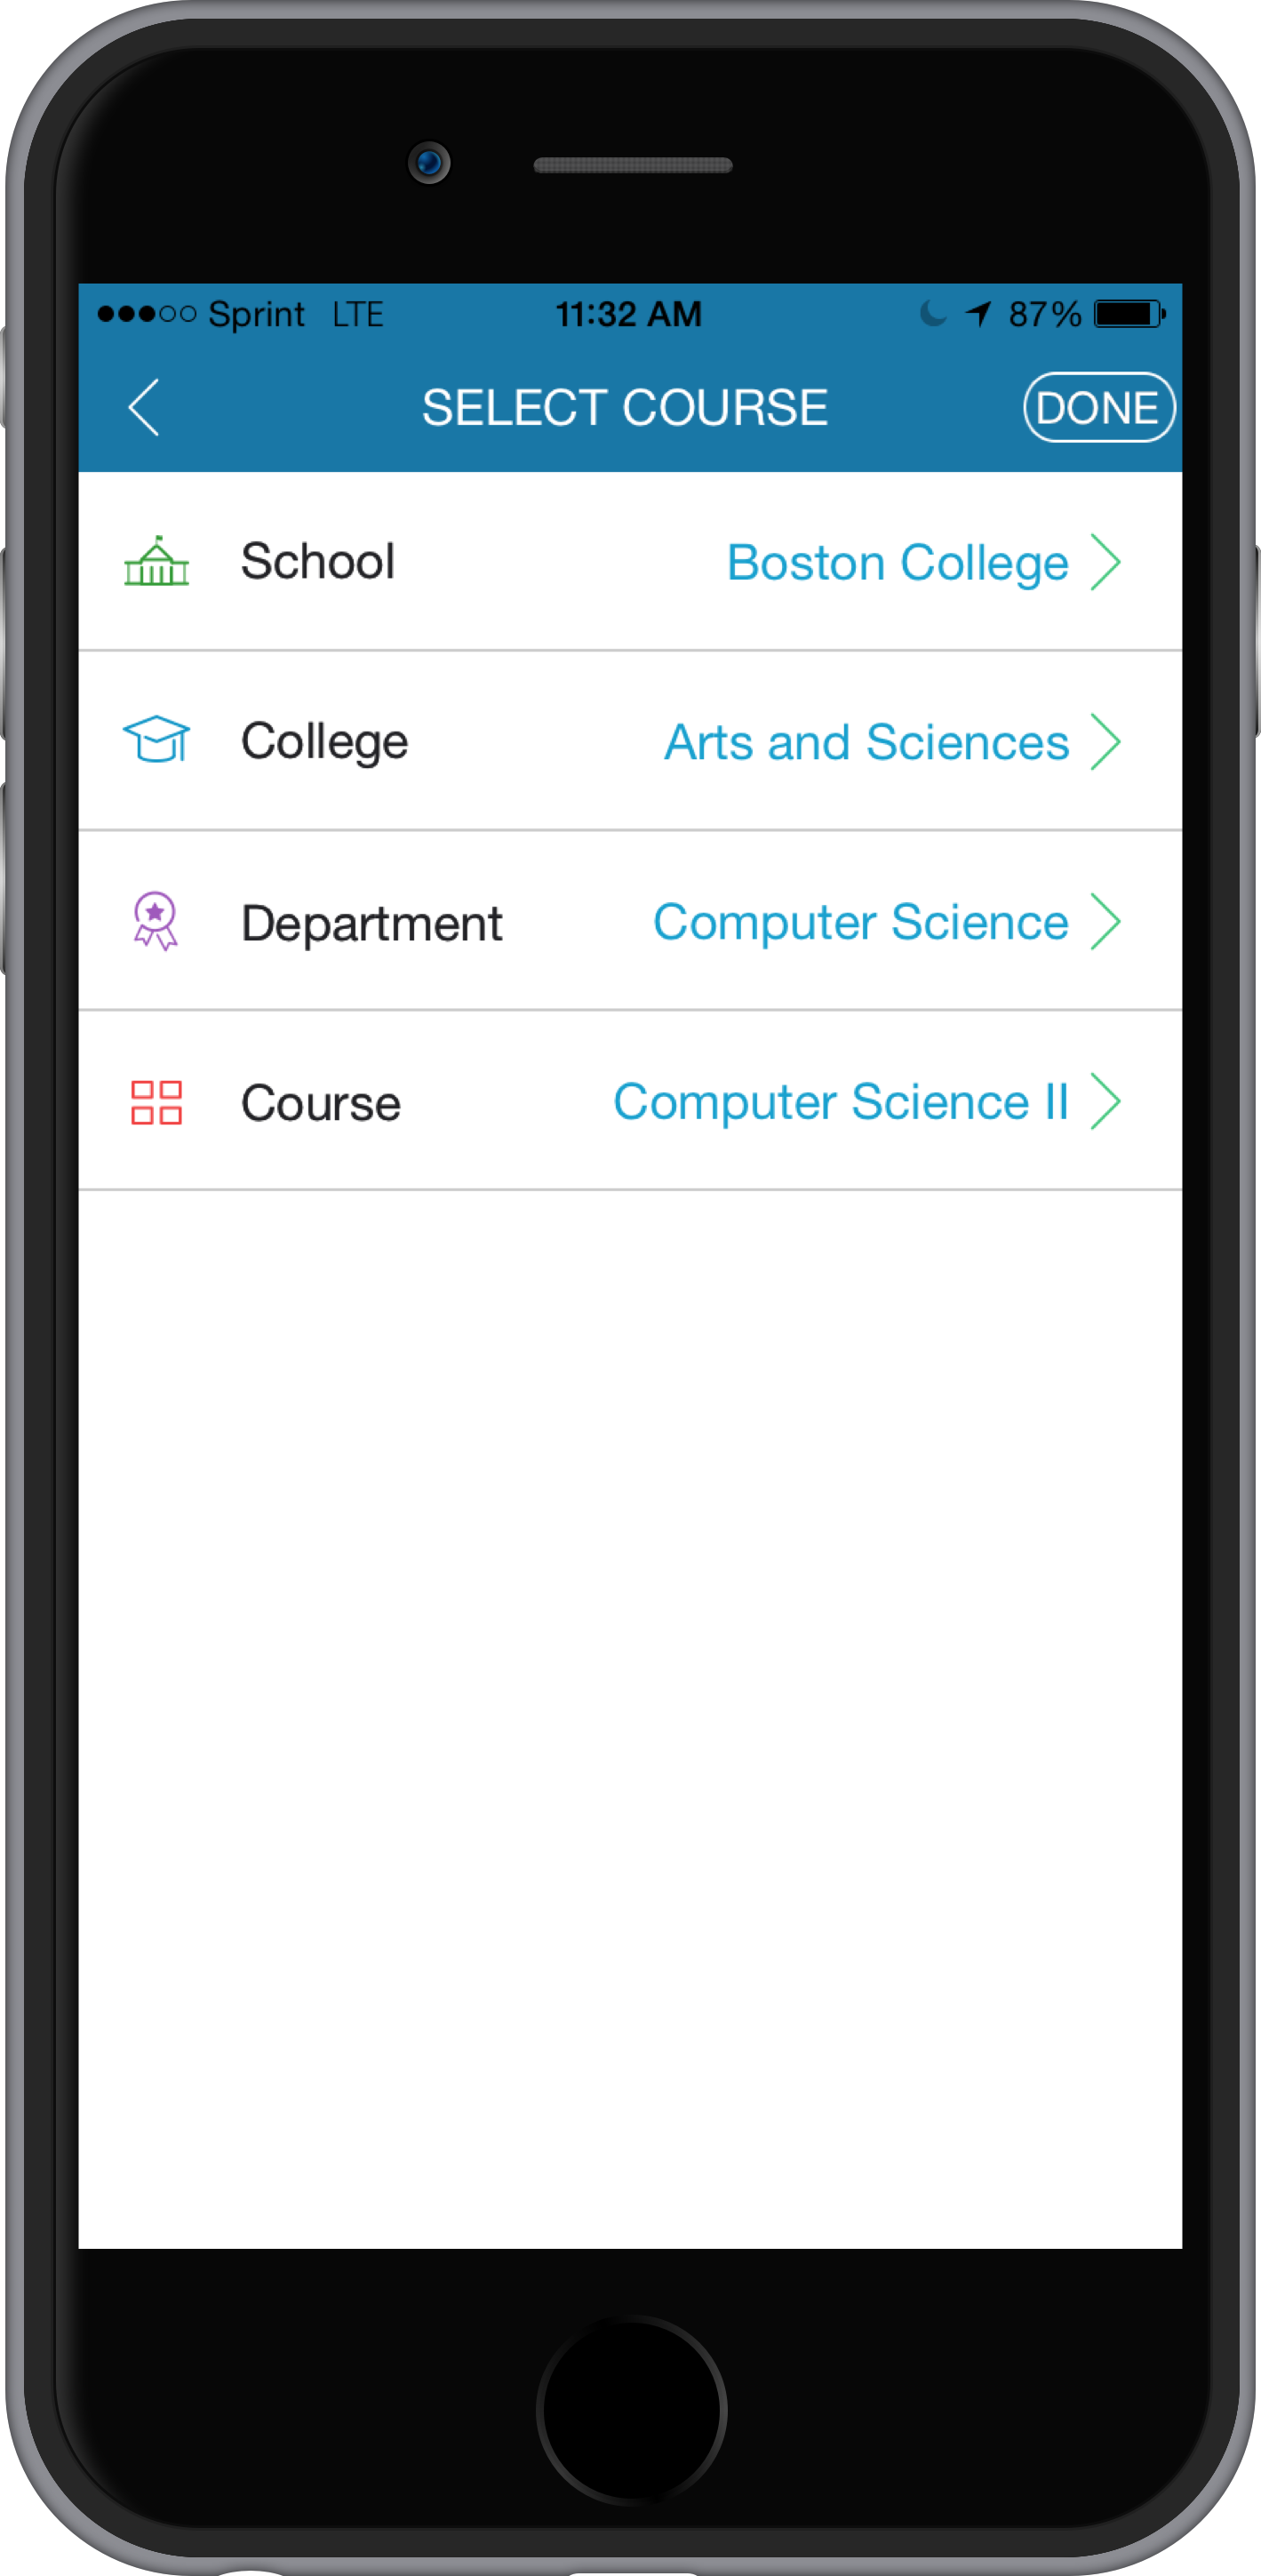 Sprint LTE 11:32 AM 87%
SELECT COURSE DONE
School Boston College
College Arts and Sciences
Department Computer Science
Course Computer Science II